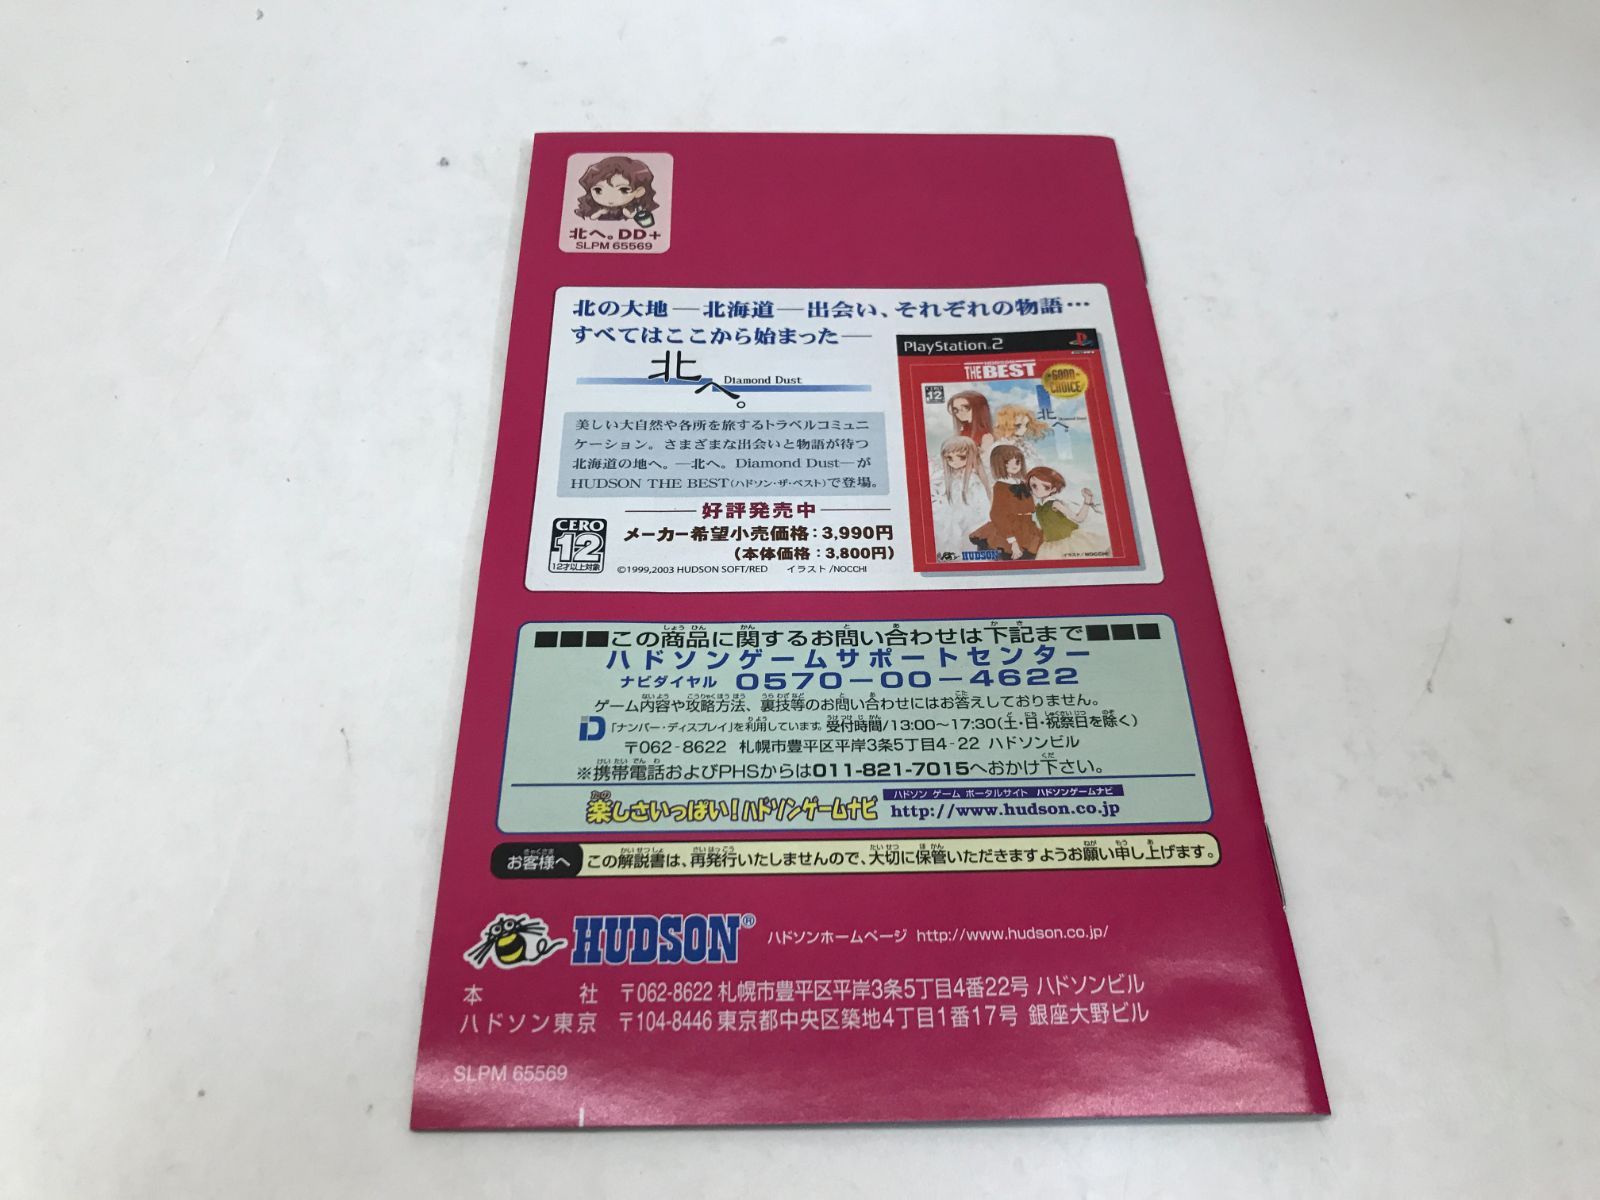 北へ。DD+
SLPM 65569
北の大地―北海道―出会い、それぞれの物語…
すべてはここから始まった―
北へ。
Diamond Dust
美しい大自然や各所を旅するトラベルコミュニ
ケーション。さまざまな出会いと物語が待つ
北海道の地へ。―北へ。Diamond Dust―が
HUDSON THE BEST(ハドソン・ザ・ベスト)で登場。
好評発売中
メーカー希望小売価格:3,990円
(本体価格:3,800円)
CERO
12
12才以上対象
©1999,2003 HUDSON SOFT/RED イラスト/NOCCHI
PlayStation.2
HUDSON
THE BEST
GOOD CHOICE
CERO
12
北へ。
Diamond Dust
HUDSON
イラスト/NOCCHI
■■■この商品に関するお問い合わせは下記まで■■■
ハドソンゲームサポートセンター
ナビダイヤル 0570-00-4622
ゲーム内容や攻略方法、裏技等のお問い合わせにはお答えしておりません。
「ナンバー・ディスプレイ」を利用しています。受付時間/13:00~17:30(土・日・祝祭日を除く)
〒062-8622 札幌市豊平区平岸3条5丁目4-22 ハドソンビル
※携帯電話およびPHSからは011-821-7015へおかけ下さい。
楽しさいっぱい!ハドソンゲームナビ
ハドソン ゲーム ポータルサイト ハドソンゲームナビ
http://www.hudson.co.jp
お客様へ
この解説書は、再発行いたしませんので、大切に保管いただきますようお願い申し上げます。
HUDSON®
ハドソンホームページ http://www.hudson.co.jp/
本 社 〒062-8622 札幌市豊平区平岸3条5丁目4番22号 ハドソンビル
ハドソン東京 〒104-8446 東京都中央区築地4丁目1番17号 銀座大野ビル
SLPM 65569